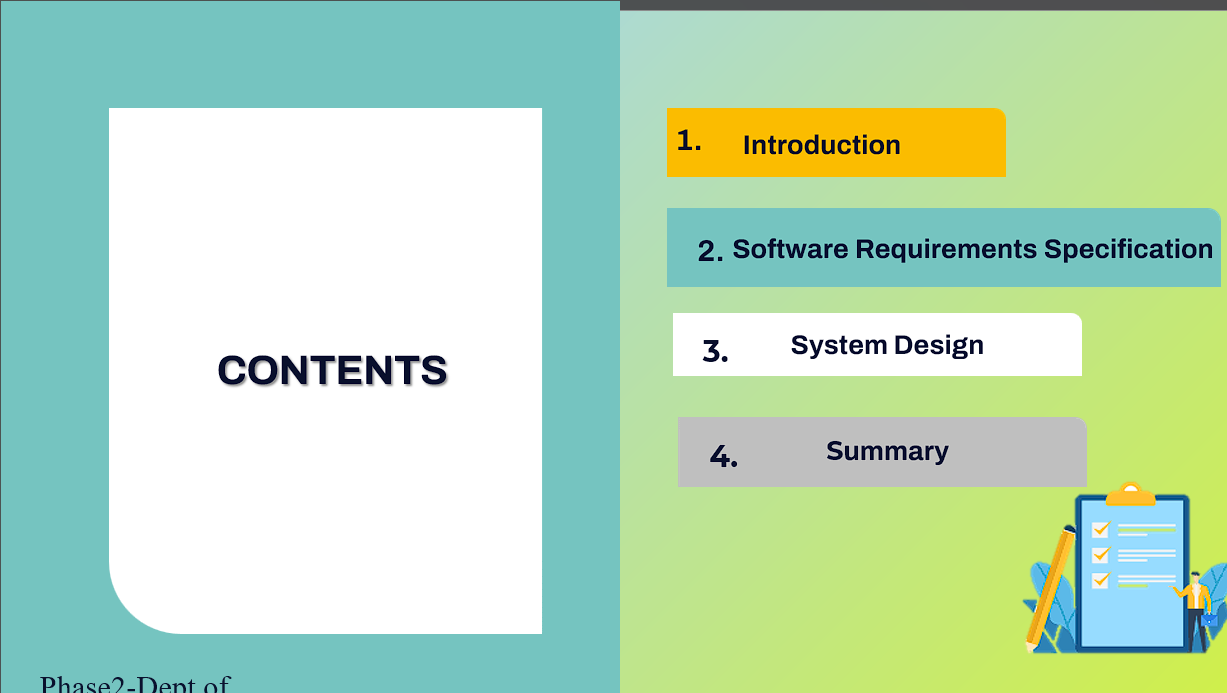 CONTENTS
1. Introduction
2. Software Requirements Specification
3. System Design
4. Summary
Phase2-Dept of